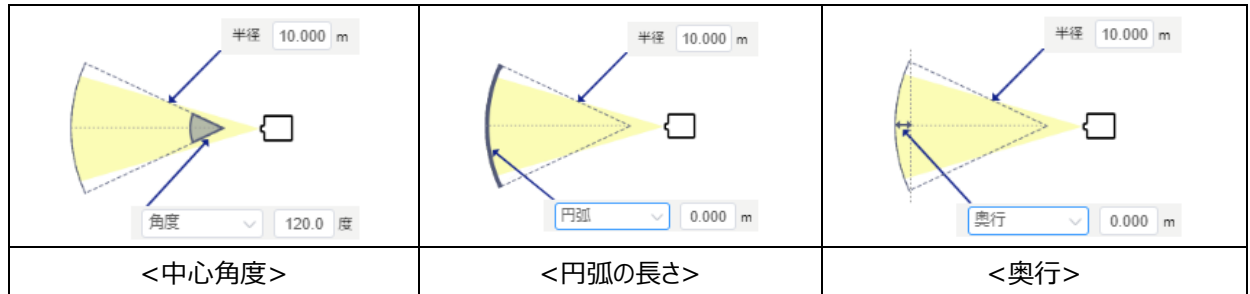 半径 10.000 m
角度 120.0 度
<中心角度>
半径 10.000 m
円弧 0.000 m
<円弧の長さ>
半径 10.000 m
奥行 0.000 m
<奥行>